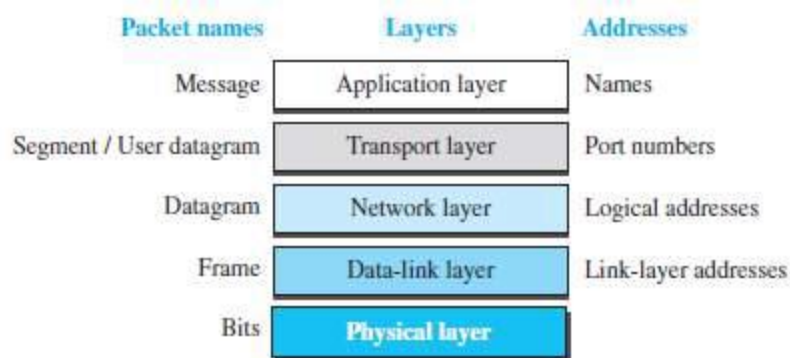 Packet names Layers Addresses
Message Application layer Names
Segment / User datagram Transport layer Port numbers
Datagram Network layer Logical addresses
Frame Data-link layer Link-layer addresses
Bits Physical layer